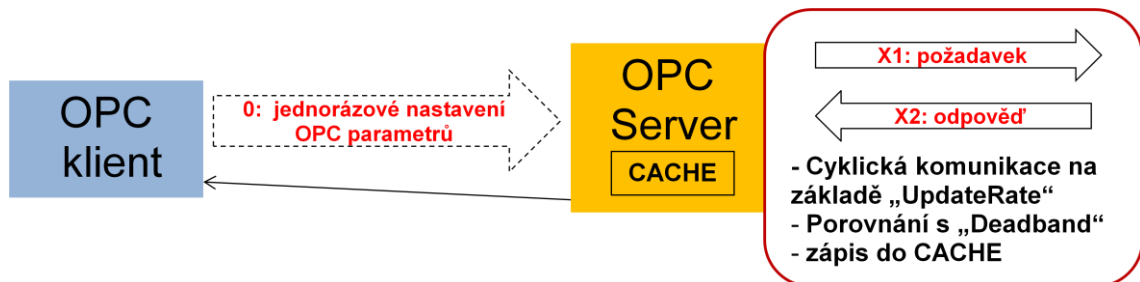 OPC
klient
0: jednorázové nastavení
OPC parametrů
OPC
Server
CACHE
X1: požadavek
X2: odpověď
- Cyklická komunikace na
základě „UpdateRate“
- Porovnání s „Deadband“
- zápis do CACHE